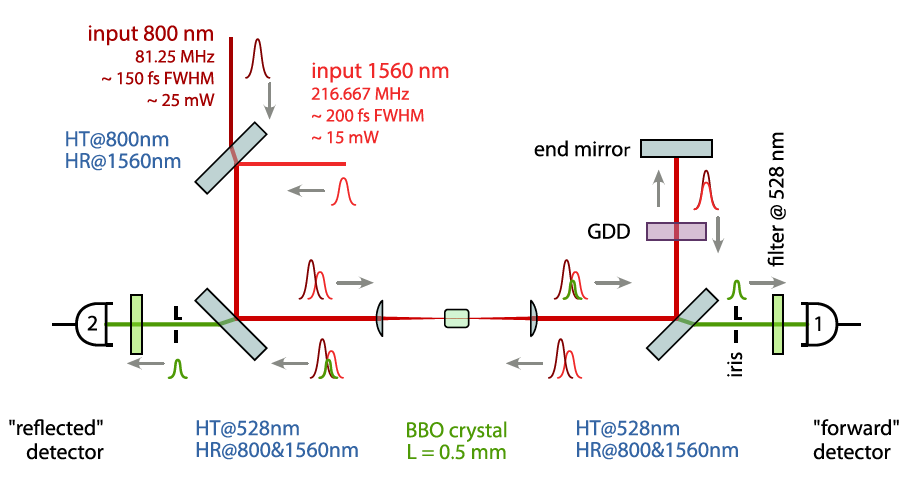 input 800 nm
81.25 MHz
~ 150 fs FWHM
~ 25 mW
input 1560 nm
216.667 MHz
~ 200 fs FWHM
~ 15 mW
HT@800nm
HR@1560nm
end mirror
GDD
filter @ 528 nm
2
1
iris
"reflected"
detector
HT@528nm
HR@800&1560nm
BBO crystal
L = 0.5 mm
HT@528nm
HR@800&1560nm
"forward"
detector